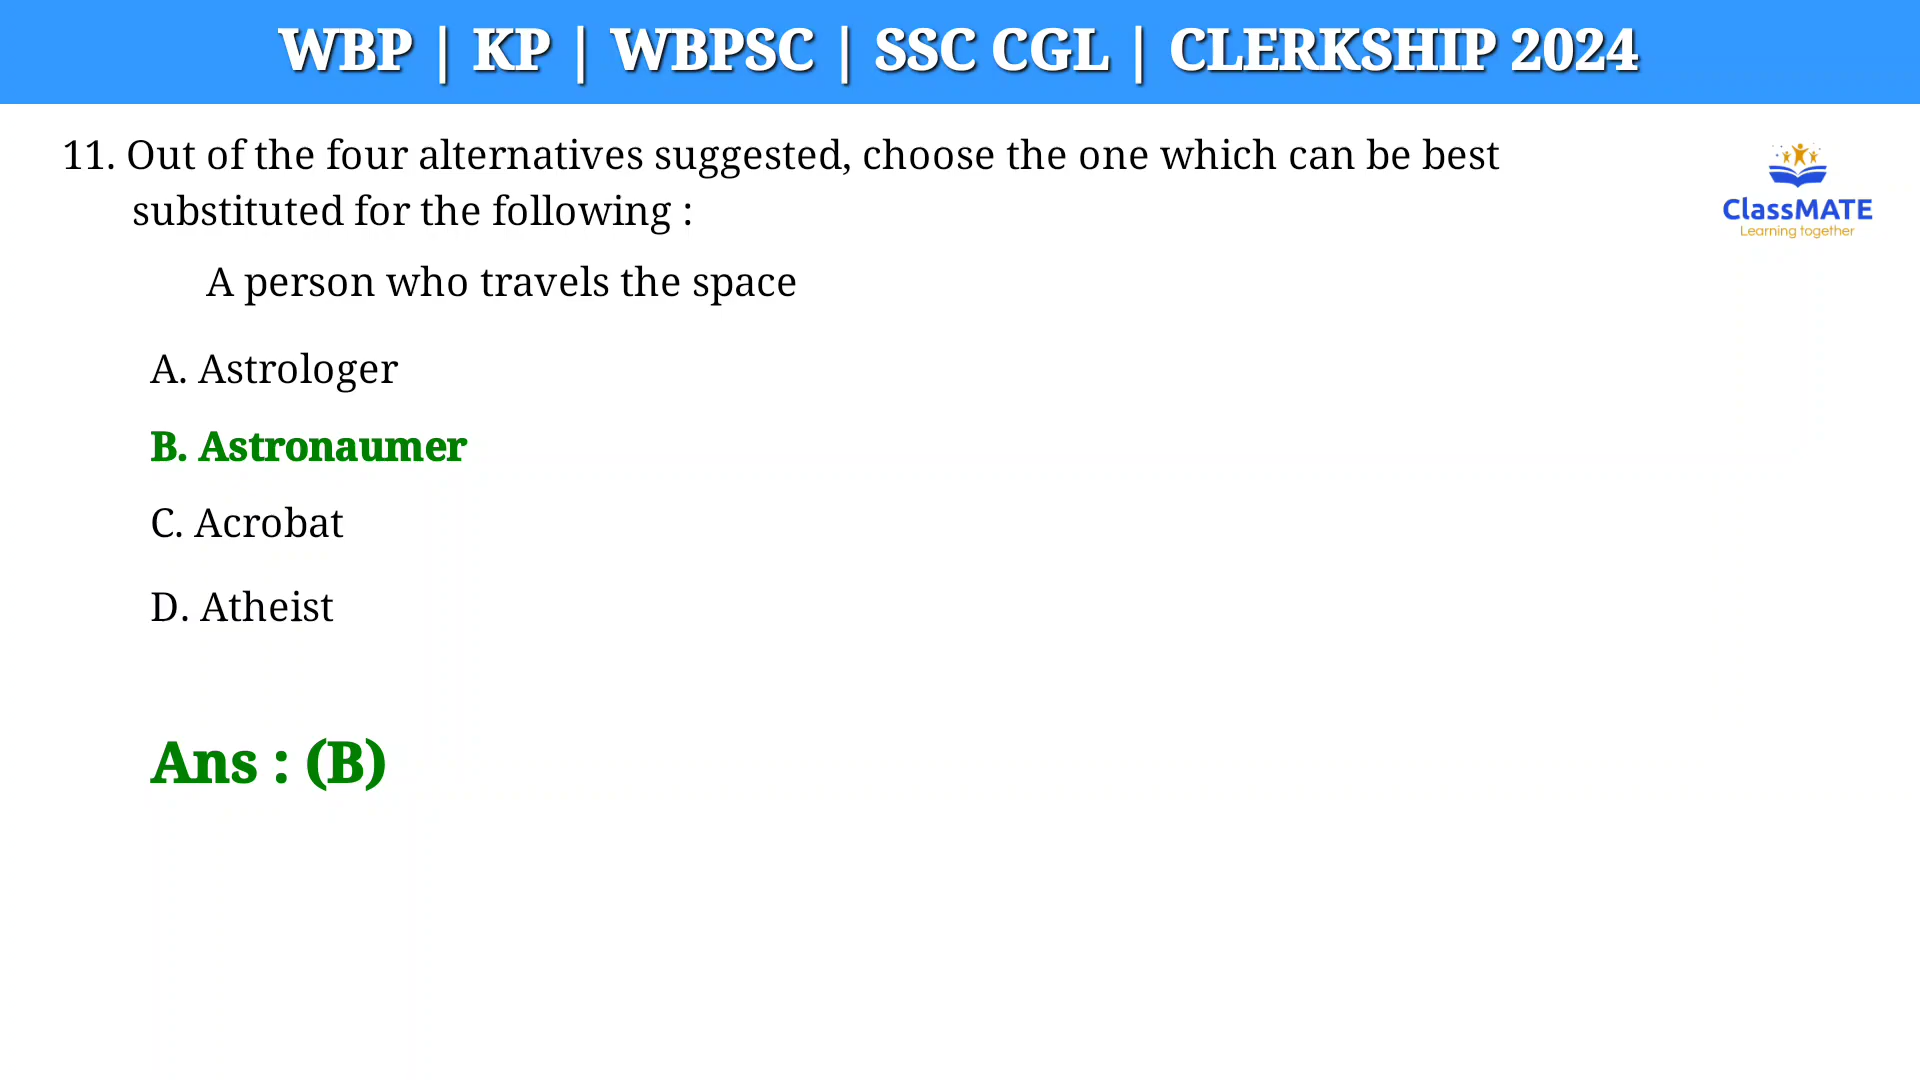 WBP | KP | WBPSC | SSC CGL | CLERKSHIP 2024
11. Out of the four alternatives suggested, choose the one which can be best
substituted for the following :
ClassMATE
Learning together
A person who travels the space
A. Astrologer
B. Astronaumer
C. Acrobat
D. Atheist
Ans : (B)